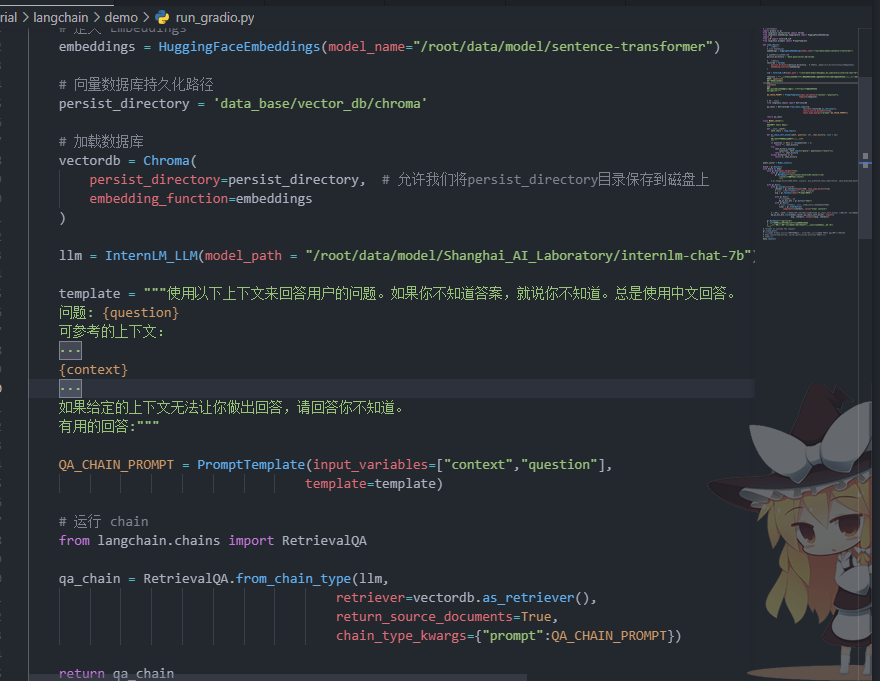 rial > langchain > demo > run_gradio.py
# 定义 Embeddings
embeddings = HuggingFaceEmbeddings(model_name="/root/data/model/sentence-transformer")
# 向量数据库持久化路径
persist_directory = 'data_base/vector_db/chroma'
# 加载数据库
vectordb = Chroma(
persist_directory=persist_directory,  # 允许我们将persist_directory目录保存到磁盘上
embedding_function=embeddings
)
llm = InternLM_LLM(model_path = "/root/data/model/Shanghai_AI_Laboratory/internlm-chat-7b")
template = """使用以下上下文来回答用户的问题。如果你不知道答案，就说你不知道。总是使用中文回答。
问题: {question}
可参考的上下文：
···
{context}
···
如果给定的上下文无法让你做出回答，请回答你不知道。
有用的回答:"""
QA_CHAIN_PROMPT = PromptTemplate(input_variables=["context","question"],
template=template)
# 运行 chain
from langchain.chains import RetrievalQA
qa_chain = RetrievalQA.from_chain_type(llm,
retriever=vectordb.as_retriever(),
return_source_documents=True,
chain_type_kwargs={"prompt":QA_CHAIN_PROMPT})
return qa_chain